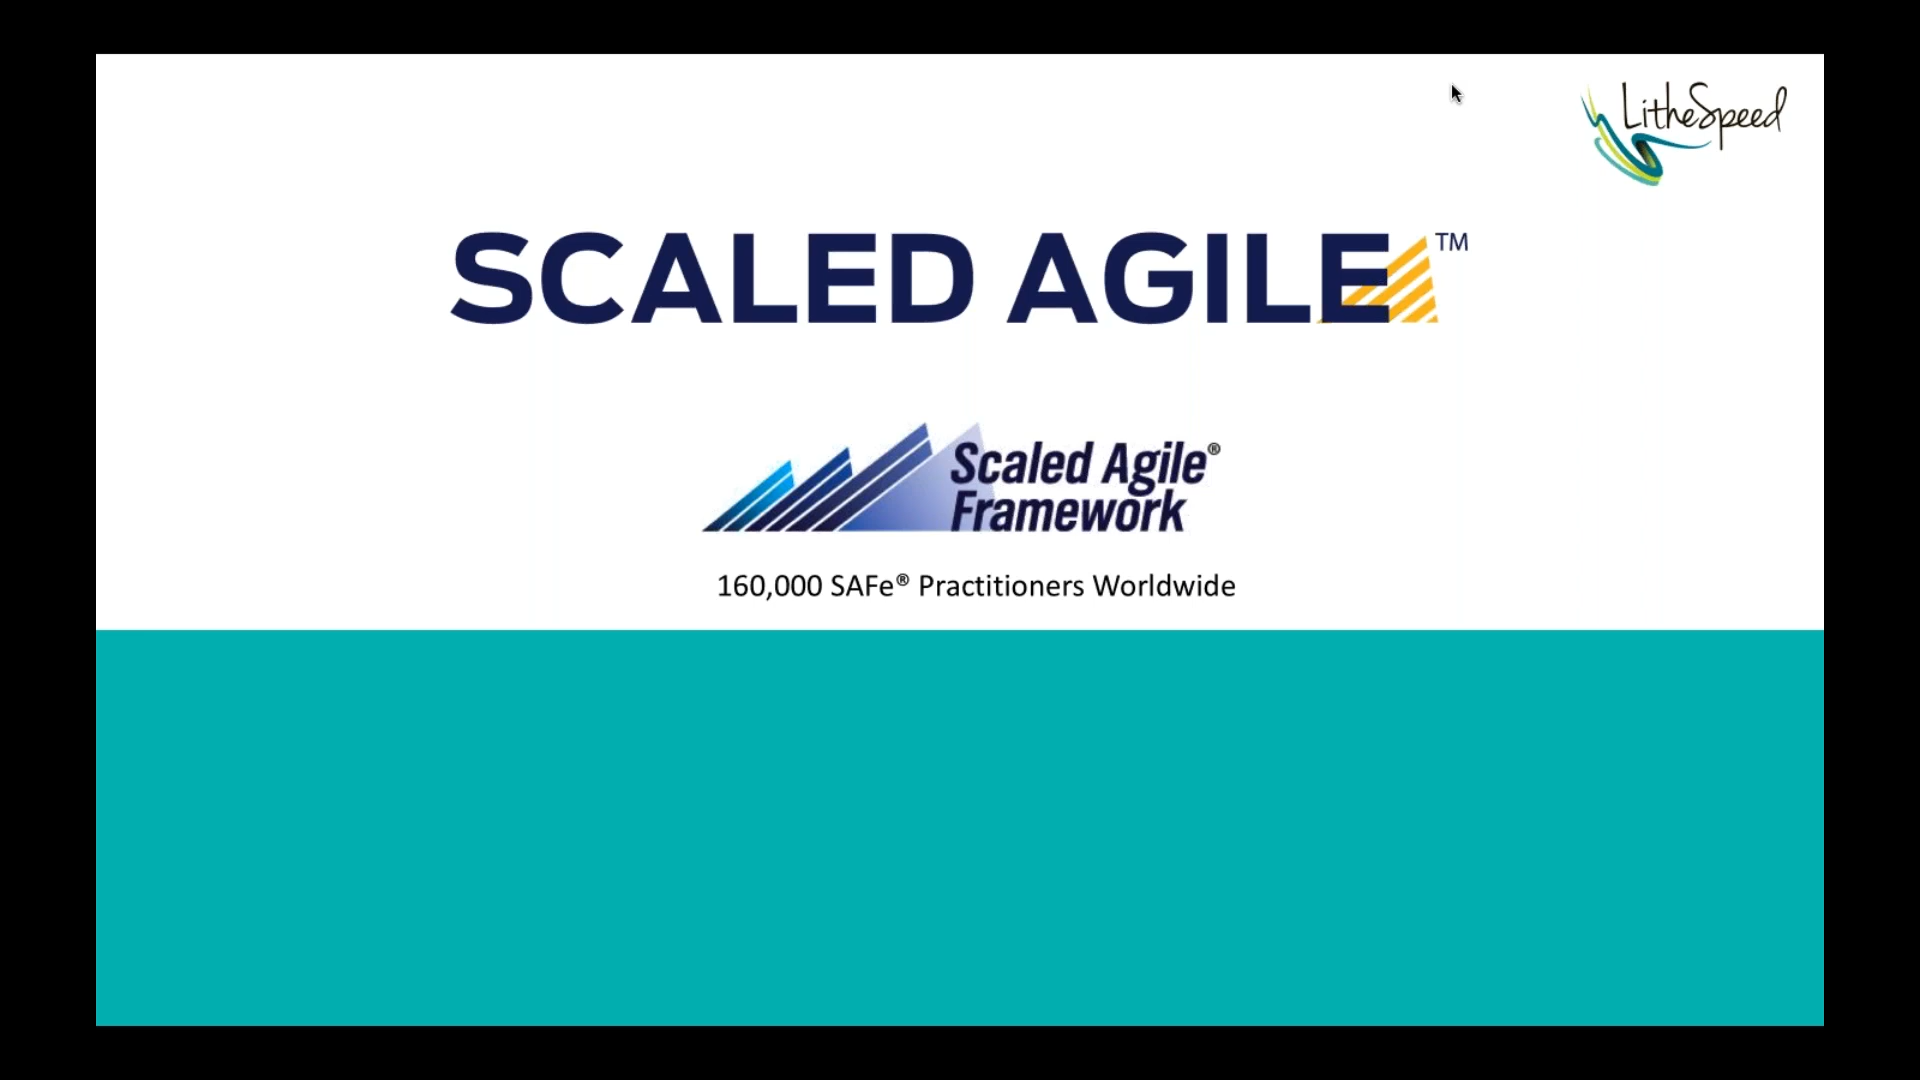 LitheSpeed
SCALED AGILE™
Scaled Agile®
Framework
160,000 SAFe® Practitioners Worldwide